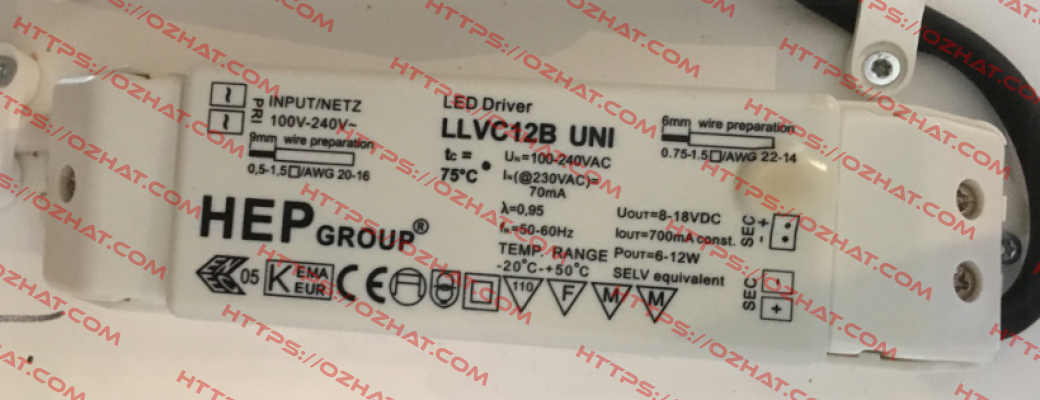 INPUT/NETZ
100V-240V~
PRI
9mm wire preparation
0,5-1.5□/AWG 20-16
HEP GROUP®
05
KEMA
EUR
CE
LED Driver
LLVC12B UNI
tc =
75°C
UN=100-240VAC
IN(@230VAC)=
70mA
λ=0,95
fN=50-60Hz
TEMP. RANGE
-20°C-+50°C
110
F
M
M
6mm wire preparation
0.75-1.5□/AWG 22-14
UOUT=8-18VDC
IOUT=700mA const.
POUT=6-12W
SELV equivalent
SEC
+
-
SEC
-
+
HTTPS://OZHAT.COM